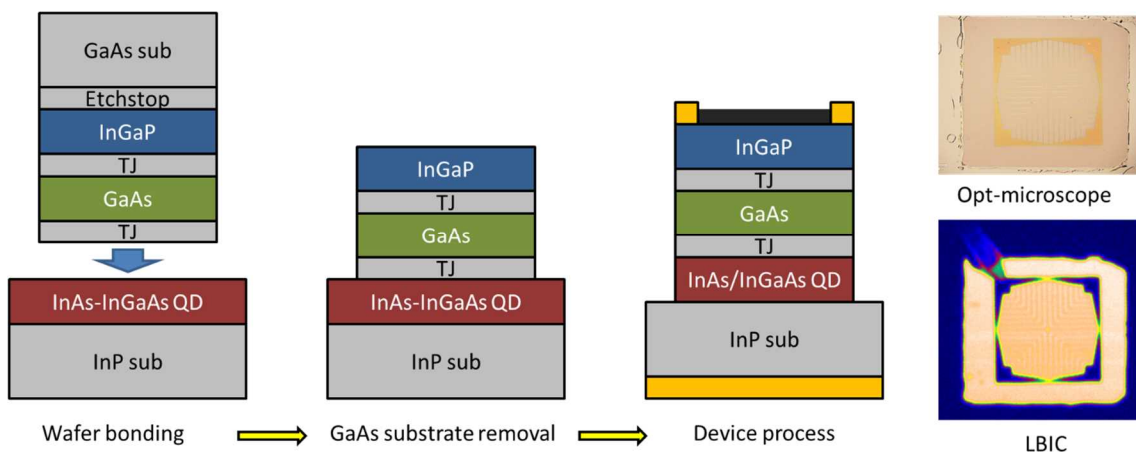 GaAs sub
Etchstop
InGaP
TJ
GaAs
TJ
InAs-InGaAs QD
InP sub
InGaP
TJ
GaAs
TJ
InAs-InGaAs QD
InP sub
InGaP
TJ
GaAs
TJ
InAs/InGaAs QD
InP sub
Wafer bonding
GaAs substrate removal
Device process
Opt-microscope
LBIC